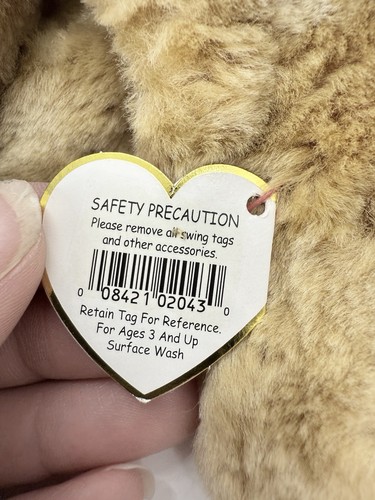 SAFETY PRECAUTION
Please remove all swing tags
and other accessories.
0 08421 02043 0
Retain Tag For Reference.
For Ages 3 And Up
Surface Wash